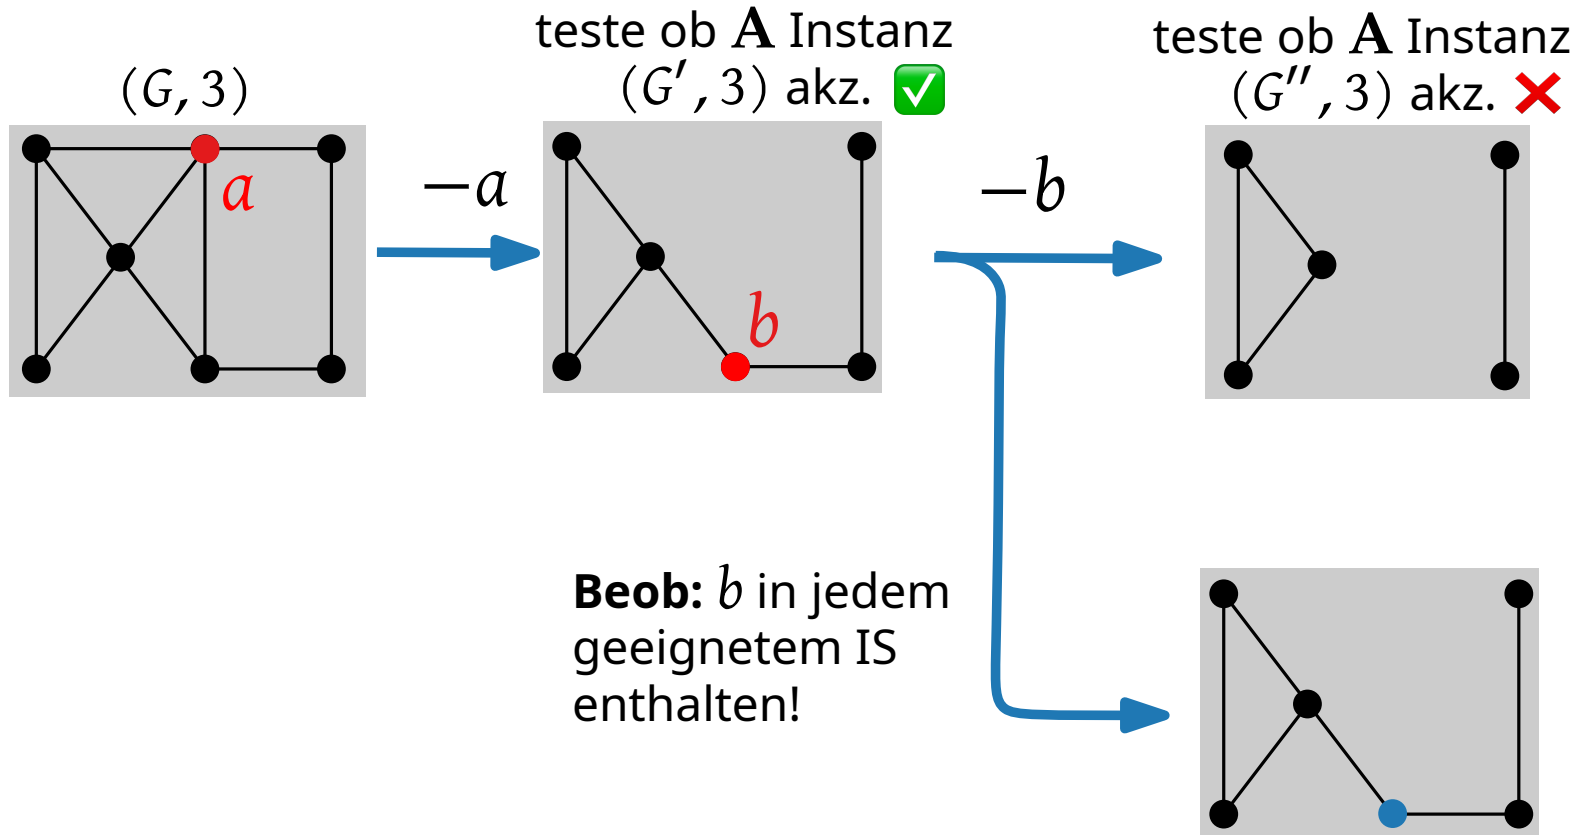 (G, 3)
teste ob A Instanz
(G′, 3) akz. ✅
teste ob A Instanz
(G″, 3) akz. ❌
a
−a
b
−b
Beob: b in jedem
geeignetem IS
enthalten!